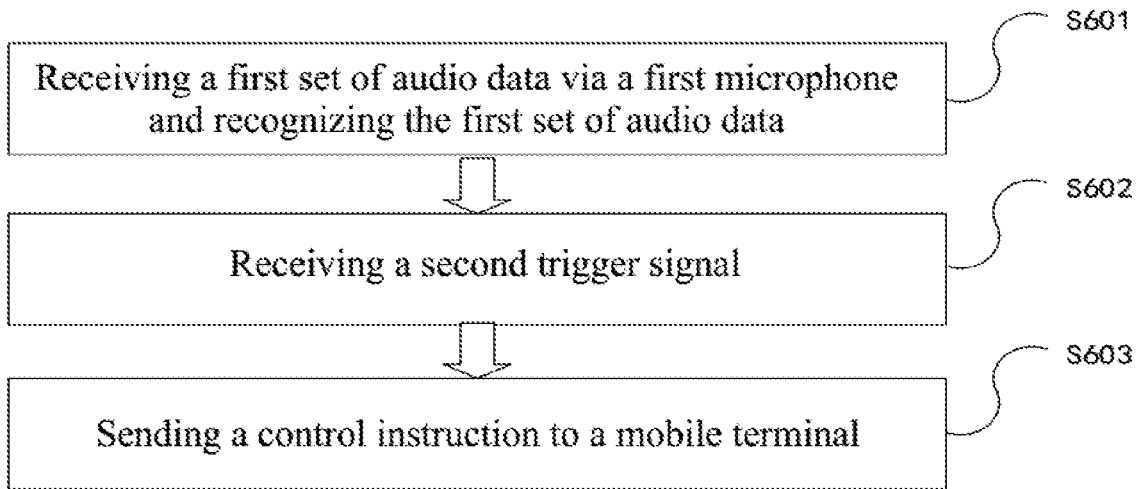 S601
Receiving a first set of audio data via a first microphone
and recognizing the first set of audio data
S602
Receiving a second trigger signal
S603
Sending a control instruction to a mobile terminal